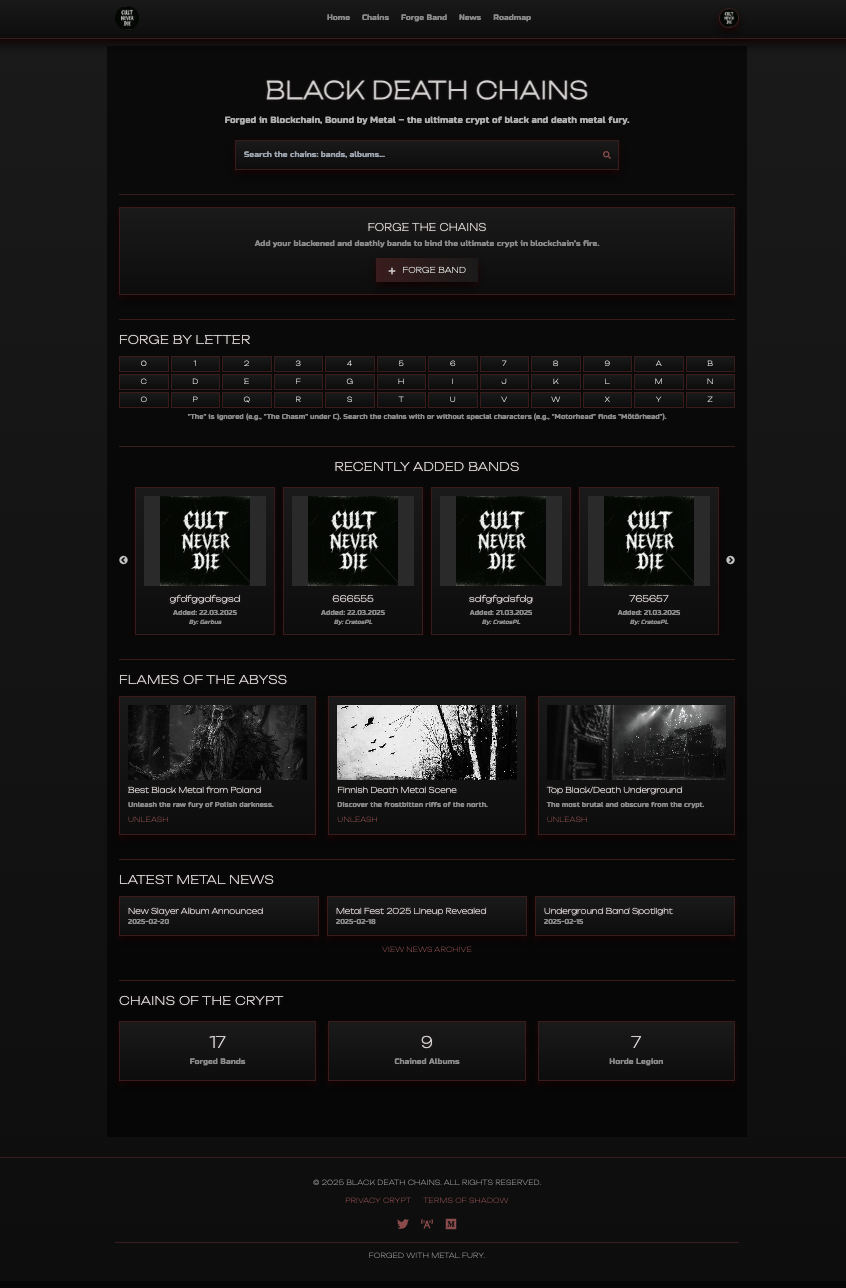 CULT
NEVER
DIE
Home Chains Forge Band News Roadmap
CULT
NEVER
DIE
BLACK DEATH CHAINS
Forged in Blockchain, Bound by Metal – the ultimate crypt of black and death metal fury.
Search the chains: bands, albums...
FORGE THE CHAINS
Add your blackened and deathly bands to bind the ultimate crypt in blockchain's fire.
+ FORGE BAND
FORGE BY LETTER
0 1 2 3 4 5 6 7 8 9 A B
C D E F G H I J K L M N
O P Q R S T U V W X Y Z
"The" is ignored (e.g., "The Chasm" under C). Search the chains with or without special characters (e.g., "Motorhead" finds "Mötörhead").
RECENTLY ADDED BANDS
CULT CULT CULT CULT
NEVER NEVER NEVER NEVER
DIE DIE DIE DIE
gfdfggdfsgsd 666555 sdfgfgdsfdg 765657
Added: 22.03.2025 Added: 22.03.2025 Added: 21.03.2025 Added: 21.03.2025
By: Garbus By: CratosPL By: CratosPL By: CratosPL
FLAMES OF THE ABYSS
Best Black Metal from Poland Finnish Death Metal Scene Top Black/Death Underground
Unleash the raw fury of Polish darkness. Discover the frostbitten riffs of the north. The most brutal and obscure from the crypt.
UNLEASH UNLEASH UNLEASH
LATEST METAL NEWS
New Slayer Album Announced Metal Fest 2025 Lineup Revealed Underground Band Spotlight
2025-02-20 2025-02-18 2025-02-15
VIEW NEWS ARCHIVE
CHAINS OF THE CRYPT
17 9 7
Forged Bands Chained Albums Horde Legion
© 2025 BLACK DEATH CHAINS. ALL RIGHTS RESERVED.
PRIVACY CRYPT TERMS OF SHADOW
FORGED WITH METAL FURY.